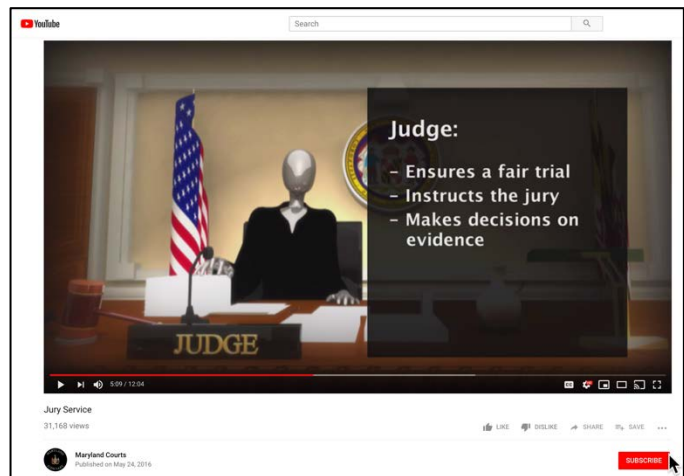 YouTube
Search
Judge:
- Ensures a fair trial
- Instructs the jury
- Makes decisions on
evidence
JUDGE
5:09 / 12:04
CC
Jury Service
31,168 views
LIKE
DISLIKE
SHARE
SAVE
Maryland Courts
Published on May 24, 2016
SUBSCRIBE